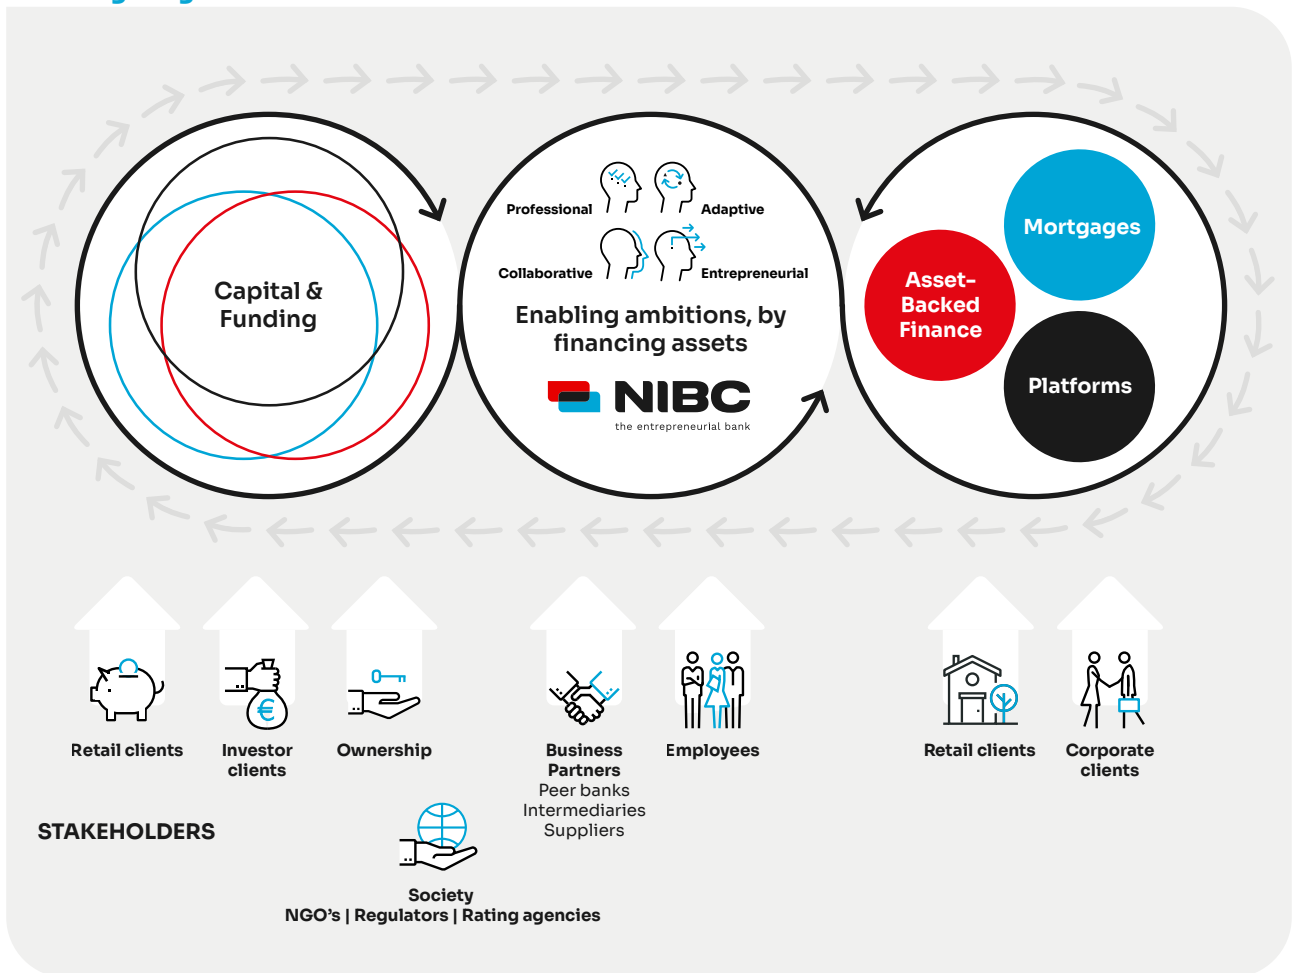 Capital &
Funding
Professional
Adaptive
Collaborative
Entrepreneurial
Enabling ambitions, by
financing assets
NIBC
the entrepreneurial bank
Mortgages
Asset-
Backed
Finance
Platforms
€
Retail clients
Investor
clients
Ownership
Business
Partners
Peer banks
Intermediaries
Suppliers
Employees
Retail clients
Corporate
clients
STAKEHOLDERS
Society
NGO's | Regulators | Rating agencies